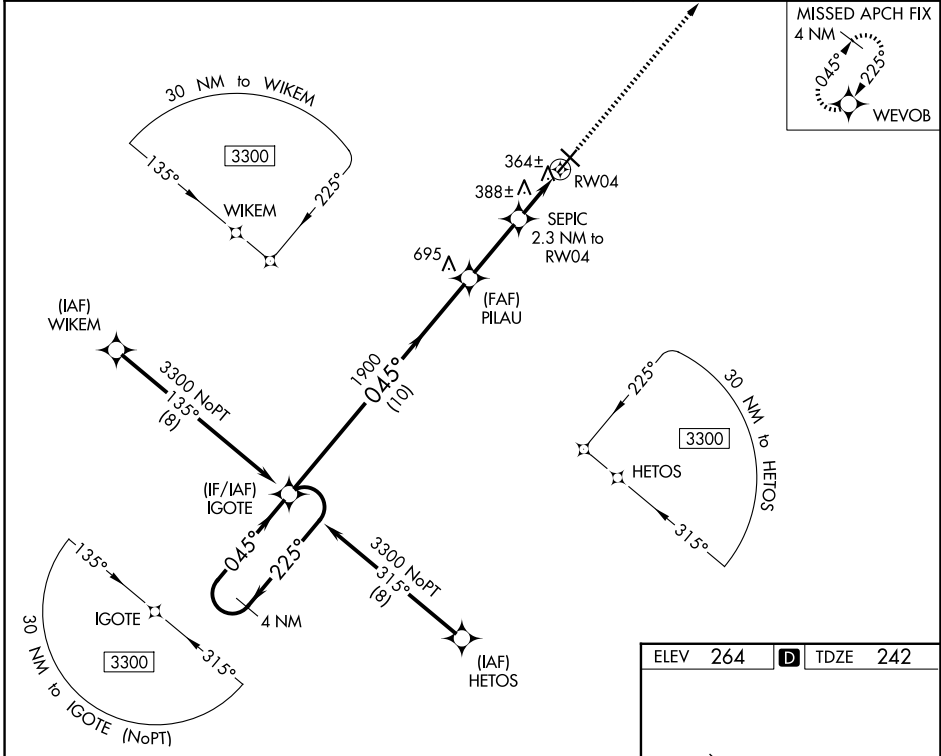 MISSED APCH FIX
4 NM
045°
225°
WEVOB
30 NM to WIKEM
3300
135°
225°
WIKEM
364±
RW04
388±
SEPIC
2.3 NM to
RW04
695
(FAF)
PILAU
(IAF)
WIKEM
3300 NoPT
135°
(8)
1900
045°
(10)
225°
30 NM to HETOS
3300
HETOS
315°
(IF/IAF)
IGOTE
045°
225°
4 NM
3300 NoPT
315°
(8)
(IAF)
HETOS
135°
IGOTE
315°
3300
30 NM to IGOTE (NoPT)
ELEV 264 D TDZE 242